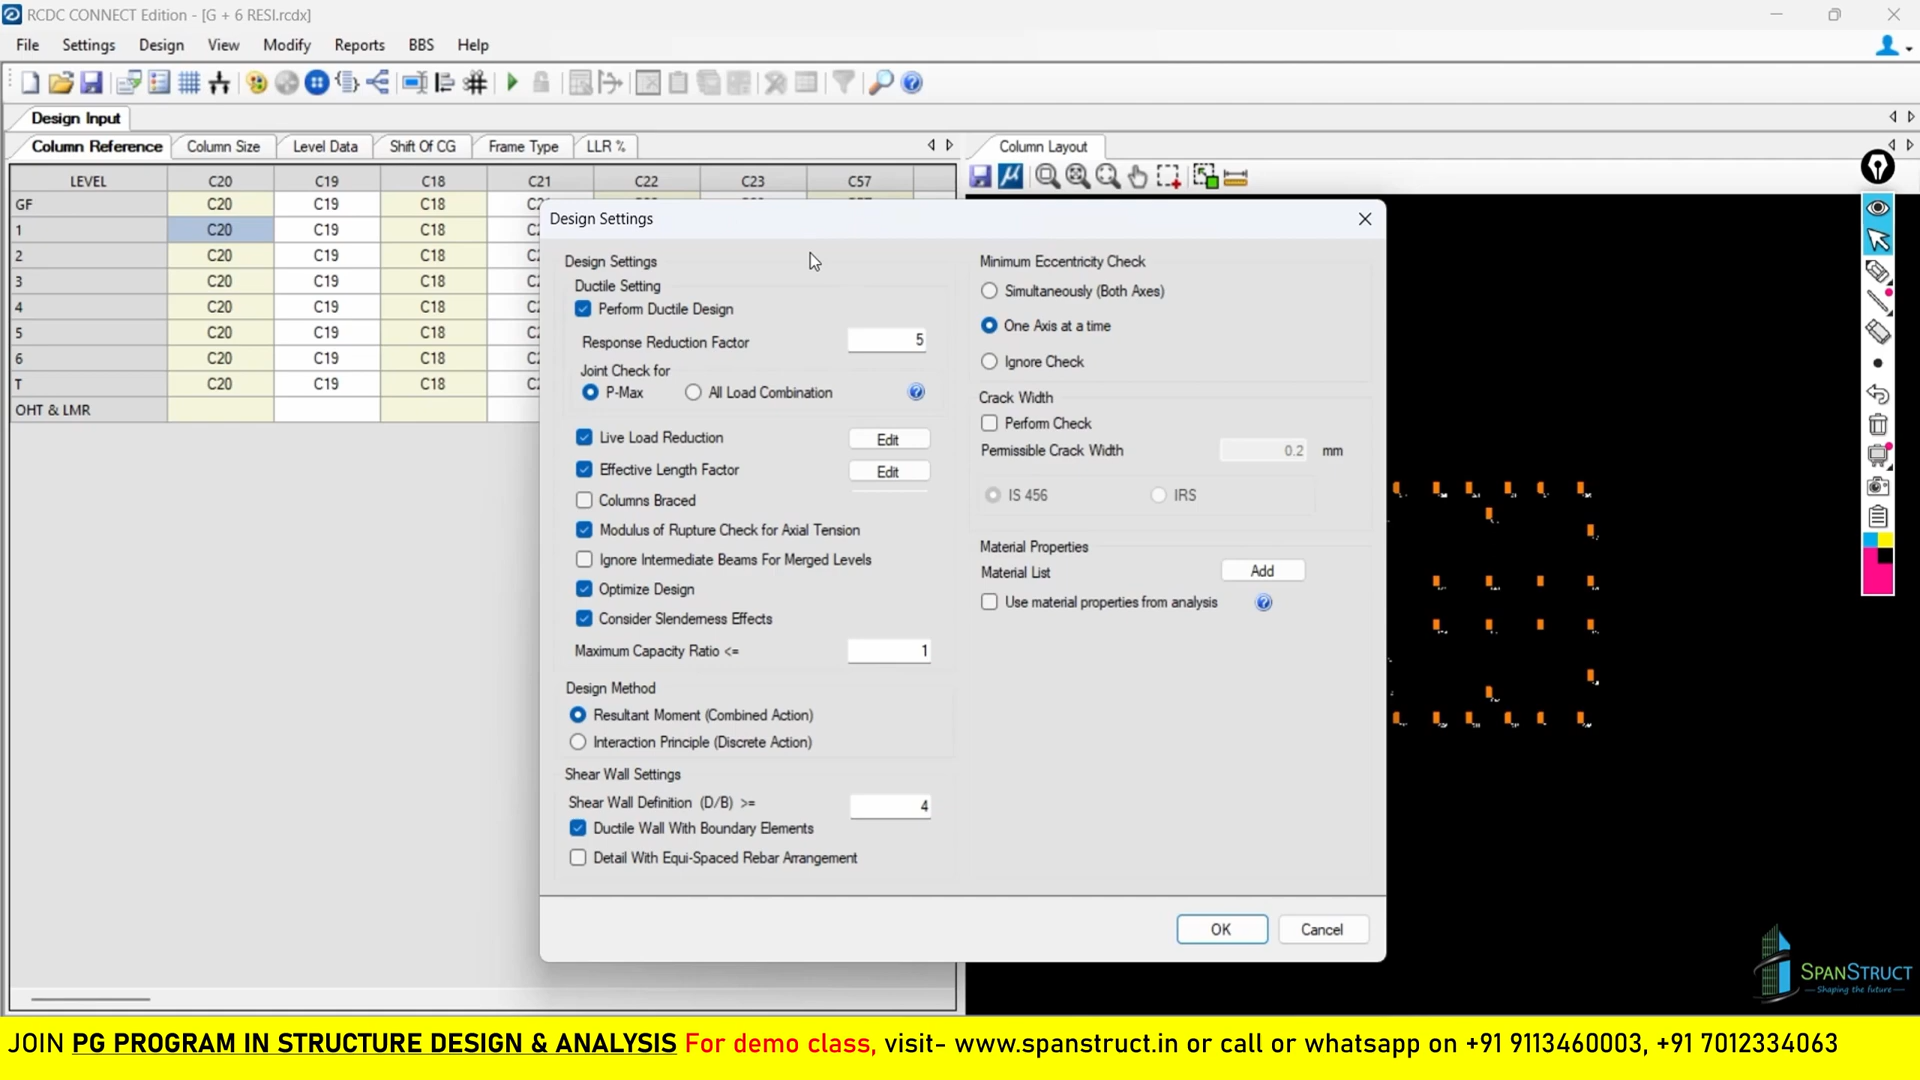 RCDC CONNECT Edition - [G + 6 RESI.rcdx]
File Settings Design View Modify Reports BBS Help
Design Input
Column Reference Column Size Level Data Shift Of CG Frame Type LLR %
Column Layout
LEVEL C20 C19 C18 C21 C22 C23 C57
GF C20 C19 C18
1 C20 C19 C18
2 C20 C19 C18
3 C20 C19 C18
4 C20 C19 C18
5 C20 C19 C18
6 C20 C19 C18
T C20 C19 C18
OHT & LMR
Design Settings
Design Settings
Ductile Setting
Perform Ductile Design
Response Reduction Factor 5
Joint Check for
P-Max All Load Combination
Live Load Reduction Edit
Effective Length Factor Edit
Columns Braced
Modulus of Rupture Check for Axial Tension
Ignore Intermediate Beams For Merged Levels
Optimize Design
Consider Slenderness Effects
Maximum Capacity Ratio <= 1
Design Method
Resultant Moment (Combined Action)
Interaction Principle (Discrete Action)
Shear Wall Settings
Shear Wall Definition (D/B) >= 4
Ductile Wall With Boundary Elements
Detail With Equi-Spaced Rebar Arrangement
Minimum Eccentricity Check
Simultaneously (Both Axes)
One Axis at a time
Ignore Check
Crack Width
Perform Check
Permissible Crack Width 0.2 mm
IS 456 IRS
Material Properties
Material List Add
Use material properties from analysis
OK Cancel
SPANSTRUCT
Shaping the future
JOIN PG PROGRAM IN STRUCTURE DESIGN & ANALYSIS For demo class, visit- www.spanstruct.in or call or whatsapp on +91 9113460003, +91 7012334063